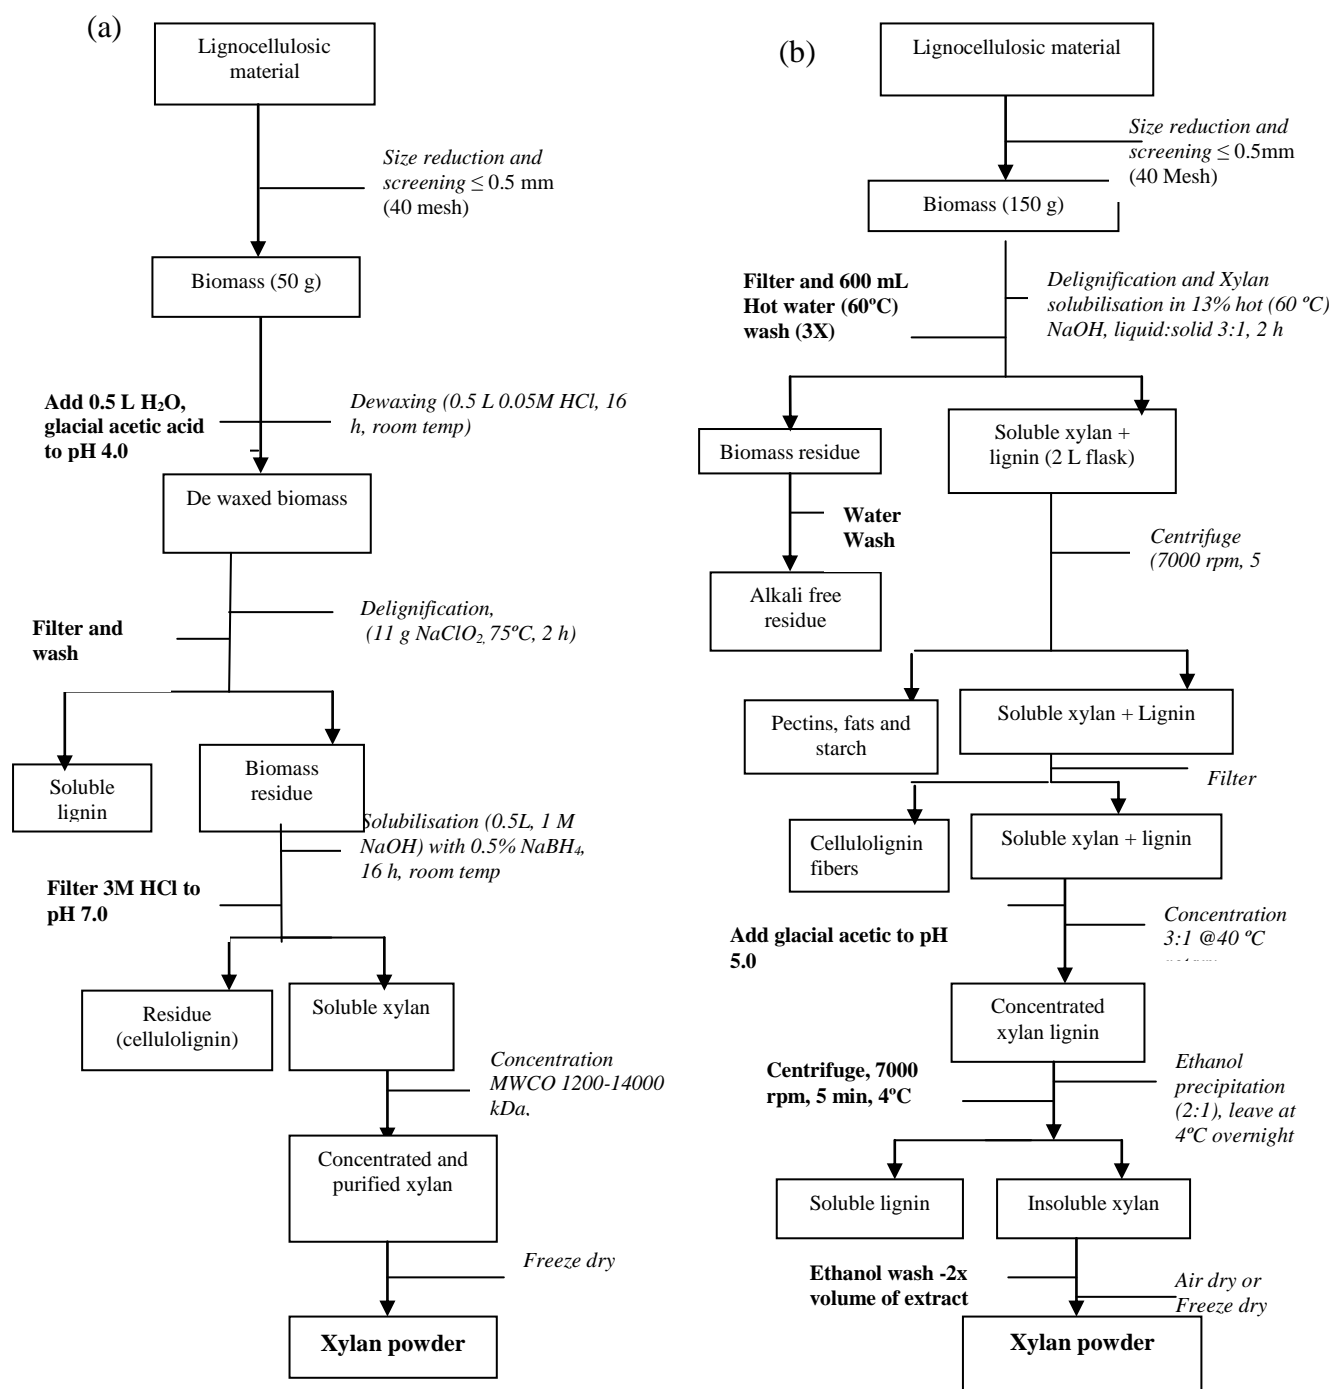 (a)
Lignocellulosic
material
Size reduction and
screening ≤ 0.5 mm
(40 mesh)
Biomass (50 g)
Add 0.5 L H₂O,
glacial acetic acid
to pH 4.0
Dewaxing (0.5 L 0.05M HCl, 16
h, room temp)
De waxed biomass
Delignification,
(11 g NaClO₂, 75ºC, 2 h)
Filter and
wash
Soluble
lignin
Biomass
residue
Solubilisation (0.5L, 1 M
NaOH) with 0.5% NaBH₄,
16 h, room temp
Filter 3M HCl to
pH 7.0
Residue
(cellulolignin)
Soluble xylan
Concentration
MWCO 1200-14000
kDa,
Concentrated and
purified xylan
Freeze dry
Xylan powder
(b)
Lignocellulosic material
Size reduction and
screening ≤ 0.5mm
(40 Mesh)
Biomass (150 g)
Filter and 600 mL
Hot water (60ºC)
wash (3X)
Delignification and Xylan
solubilisation in 13% hot (60 ºC)
NaOH, liquid:solid 3:1, 2 h
Biomass residue
Soluble xylan +
lignin (2 L flask)
Water
Wash
Alkali free
residue
Centrifuge
(7000 rpm, 5
Pectins, fats and
starch
Soluble xylan + Lignin
Filter
Cellulolignin
fibers
Soluble xylan + lignin
Add glacial acetic to pH
5.0
Concentration
3:1 @40 ºC
Concentrated
xylan lignin
Centrifuge, 7000
rpm, 5 min, 4ºC
Ethanol
precipitation
(2:1), leave at
4ºC overnight
Soluble lignin
Insoluble xylan
Ethanol wash -2x
volume of extract
Air dry or
Freeze dry
Xylan powder